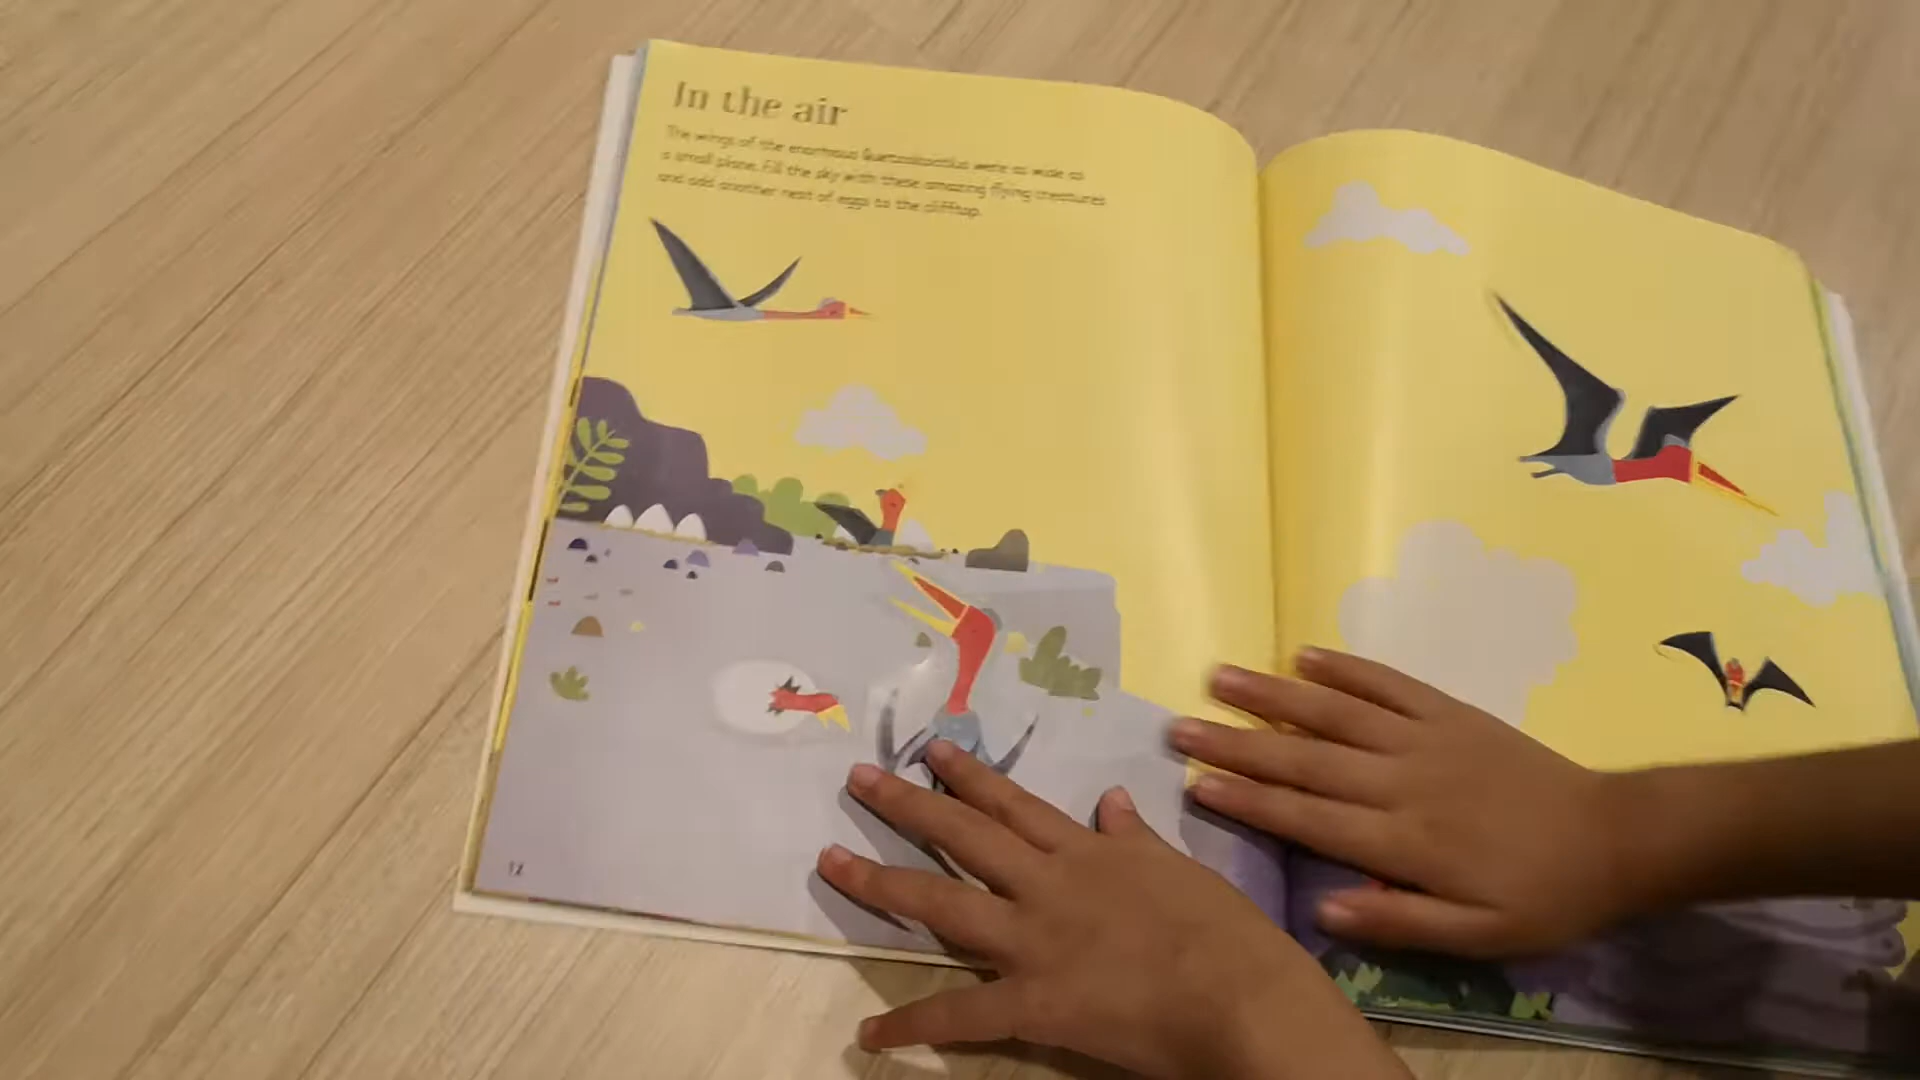 In the air
The wings of the enormous Quetzalcoatlus were as wide as
a small plane. Fill the sky with these amazing flying creatures
and add another nest of eggs to the clifftop.
12